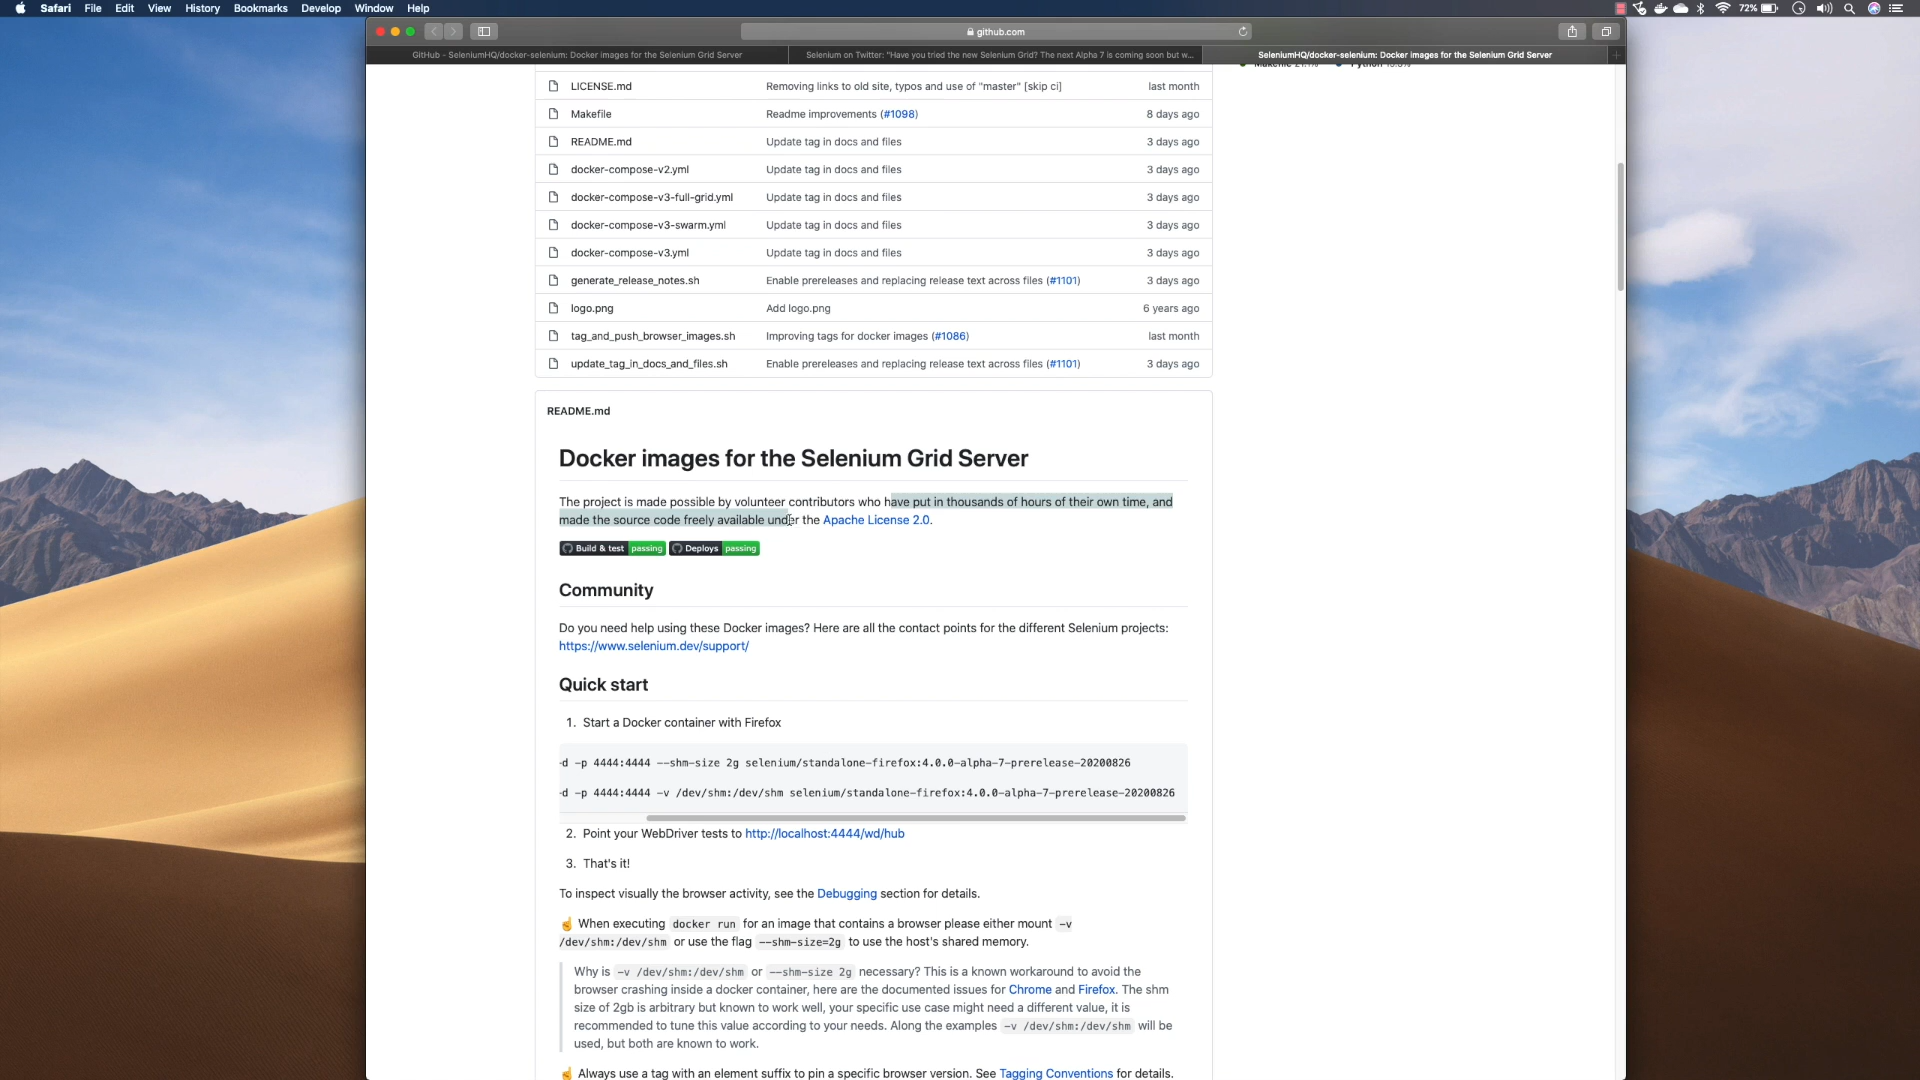 Safari File Edit View History Bookmarks Develop Window Help 72%
github.com
GitHub - SeleniumHQ/docker-selenium: Docker images for the Selenium Grid Server
Selenium on Twitter: "Have you tried the new Selenium Grid? The next Alpha 7 is coming soon but w...
SeleniumHQ/docker-selenium: Docker images for the Selenium Grid Server
LICENSE.md Removing links to old site, typos and use of "master" [skip ci] last month
Makefile Readme improvements (#1098) 8 days ago
README.md Update tag in docs and files 3 days ago
docker-compose-v2.yml Update tag in docs and files 3 days ago
docker-compose-v3-full-grid.yml Update tag in docs and files 3 days ago
docker-compose-v3-swarm.yml Update tag in docs and files 3 days ago
docker-compose-v3.yml Update tag in docs and files 3 days ago
generate_release_notes.sh Enable prereleases and replacing release text across files (#1101) 3 days ago
logo.png Add logo.png 6 years ago
tag_and_push_browser_images.sh Improving tags for docker images (#1086) last month
update_tag_in_docs_and_files.sh Enable prereleases and replacing release text across files (#1101) 3 days ago
README.md
Docker images for the Selenium Grid Server
The project is made possible by volunteer contributors who have put in thousands of hours of their own time, and
made the source code freely available under the Apache License 2.0.
Build & test passing Deploys passing
Community
Do you need help using these Docker images? Here are all the contact points for the different Selenium projects:
https://www.selenium.dev/support/
Quick start
1. Start a Docker container with Firefox
-d -p 4444:4444 --shm-size 2g selenium/standalone-firefox:4.0.0-alpha-7-prerelease-20200826
-d -p 4444:4444 -v /dev/shm:/dev/shm selenium/standalone-firefox:4.0.0-alpha-7-prerelease-20200826
2. Point your WebDriver tests to http://localhost:4444/wd/hub
3. That's it!
To inspect visually the browser activity, see the Debugging section for details.
☝️ When executing docker run for an image that contains a browser please either mount -v
/dev/shm:/dev/shm or use the flag --shm-size=2g to use the host's shared memory.
Why is -v /dev/shm:/dev/shm or --shm-size 2g necessary? This is a known workaround to avoid the
browser crashing inside a docker container, here are the documented issues for Chrome and Firefox. The shm
size of 2gb is arbitrary but known to work well, your specific use case might need a different value, it is
recommended to tune this value according to your needs. Along the examples -v /dev/shm:/dev/shm will be
used, but both are known to work.
☝️ Always use a tag with an element suffix to pin a specific browser version. See Tagging Conventions for details.